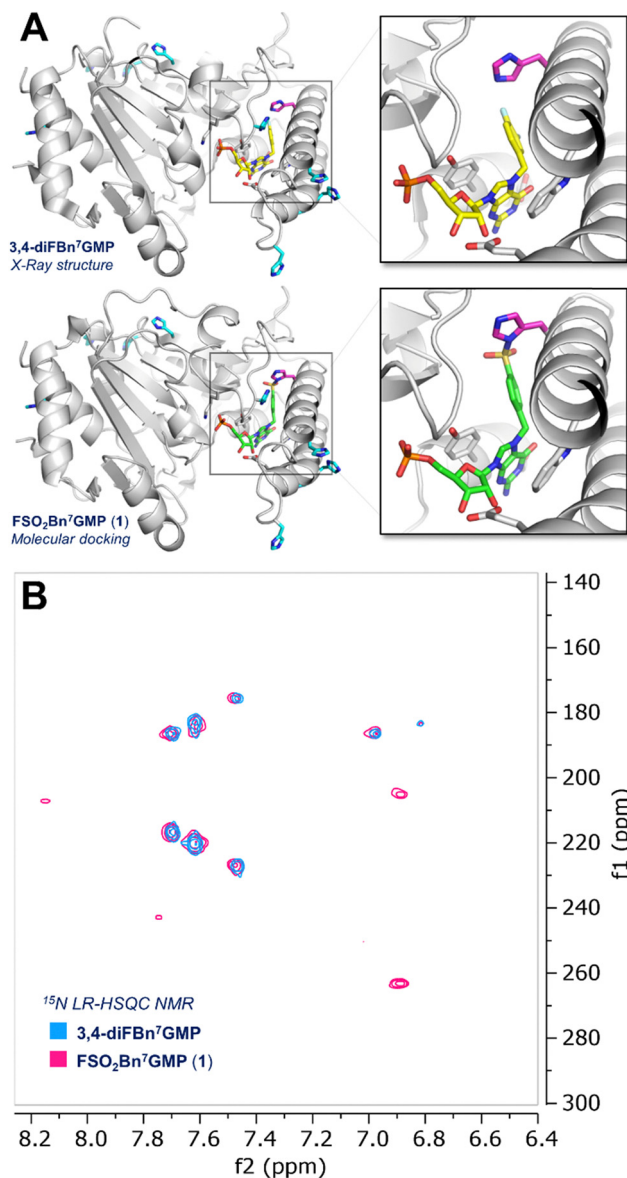 A
3,4-diFBn⁷GMP
X-Ray structure
FSO₂Bn⁷GMP (1)
Molecular docking
B
140
160
180
200
220
240
260
280
300
f1 (ppm)
¹⁵N LR-HSQC NMR
3,4-diFBn⁷GMP
FSO₂Bn⁷GMP (1)
8.2 8.0 7.8 7.6 7.4 7.2 7.0 6.8 6.6 6.4
f2 (ppm)